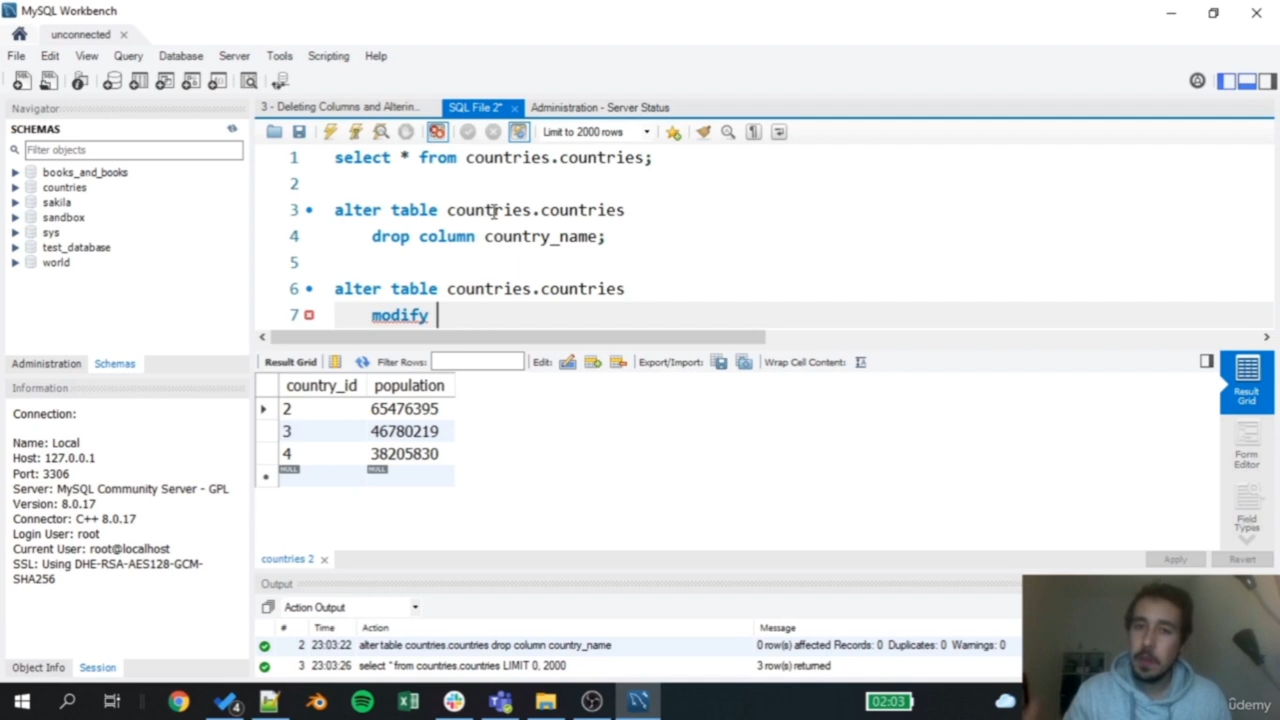 MySQL Workbench
unconnected
File Edit View Query Database Server Tools Scripting Help
Navigator
SCHEMAS
Filter objects
books_and_books
countries
sakila
sandbox
sys
test_database
world
Administration Schemas
Information
Connection:
Name: Local
Host: 127.0.0.1
Port: 3306
Server: MySQL Community Server - GPL
Version: 8.0.17
Connector: C++ 8.0.17
Login User: root
Current User: root@localhost
SSL: Using DHE-RSA-AES128-GCM-
SHA256
Object Info Session
3 - Deleting Columns and Alterin... SQL File 2* Administration - Server Status
Limit to 2000 rows
1 select * from countries.countries;
2
3 alter table countries.countries
4 drop column country_name;
5
6 alter table countries.countries
7 modify
Result Grid Filter Rows: Edit: Export/Import: Wrap Cell Content:
country_id population
2 65476395
3 46780219
4 38205830
NULL NULL
Result
Grid
Form
Editor
Field
Types
countries 2 Apply Revert
Output
Action Output
# Time Action Message
2 23:03:22 alter table countries.countries drop column country_name 0 row(s) affected Records: 0 Duplicates: 0 Warnings: 0
3 23:03:26 select * from countries.countries LIMIT 0, 2000 3 row(s) returned
4
02:03
ûdemy